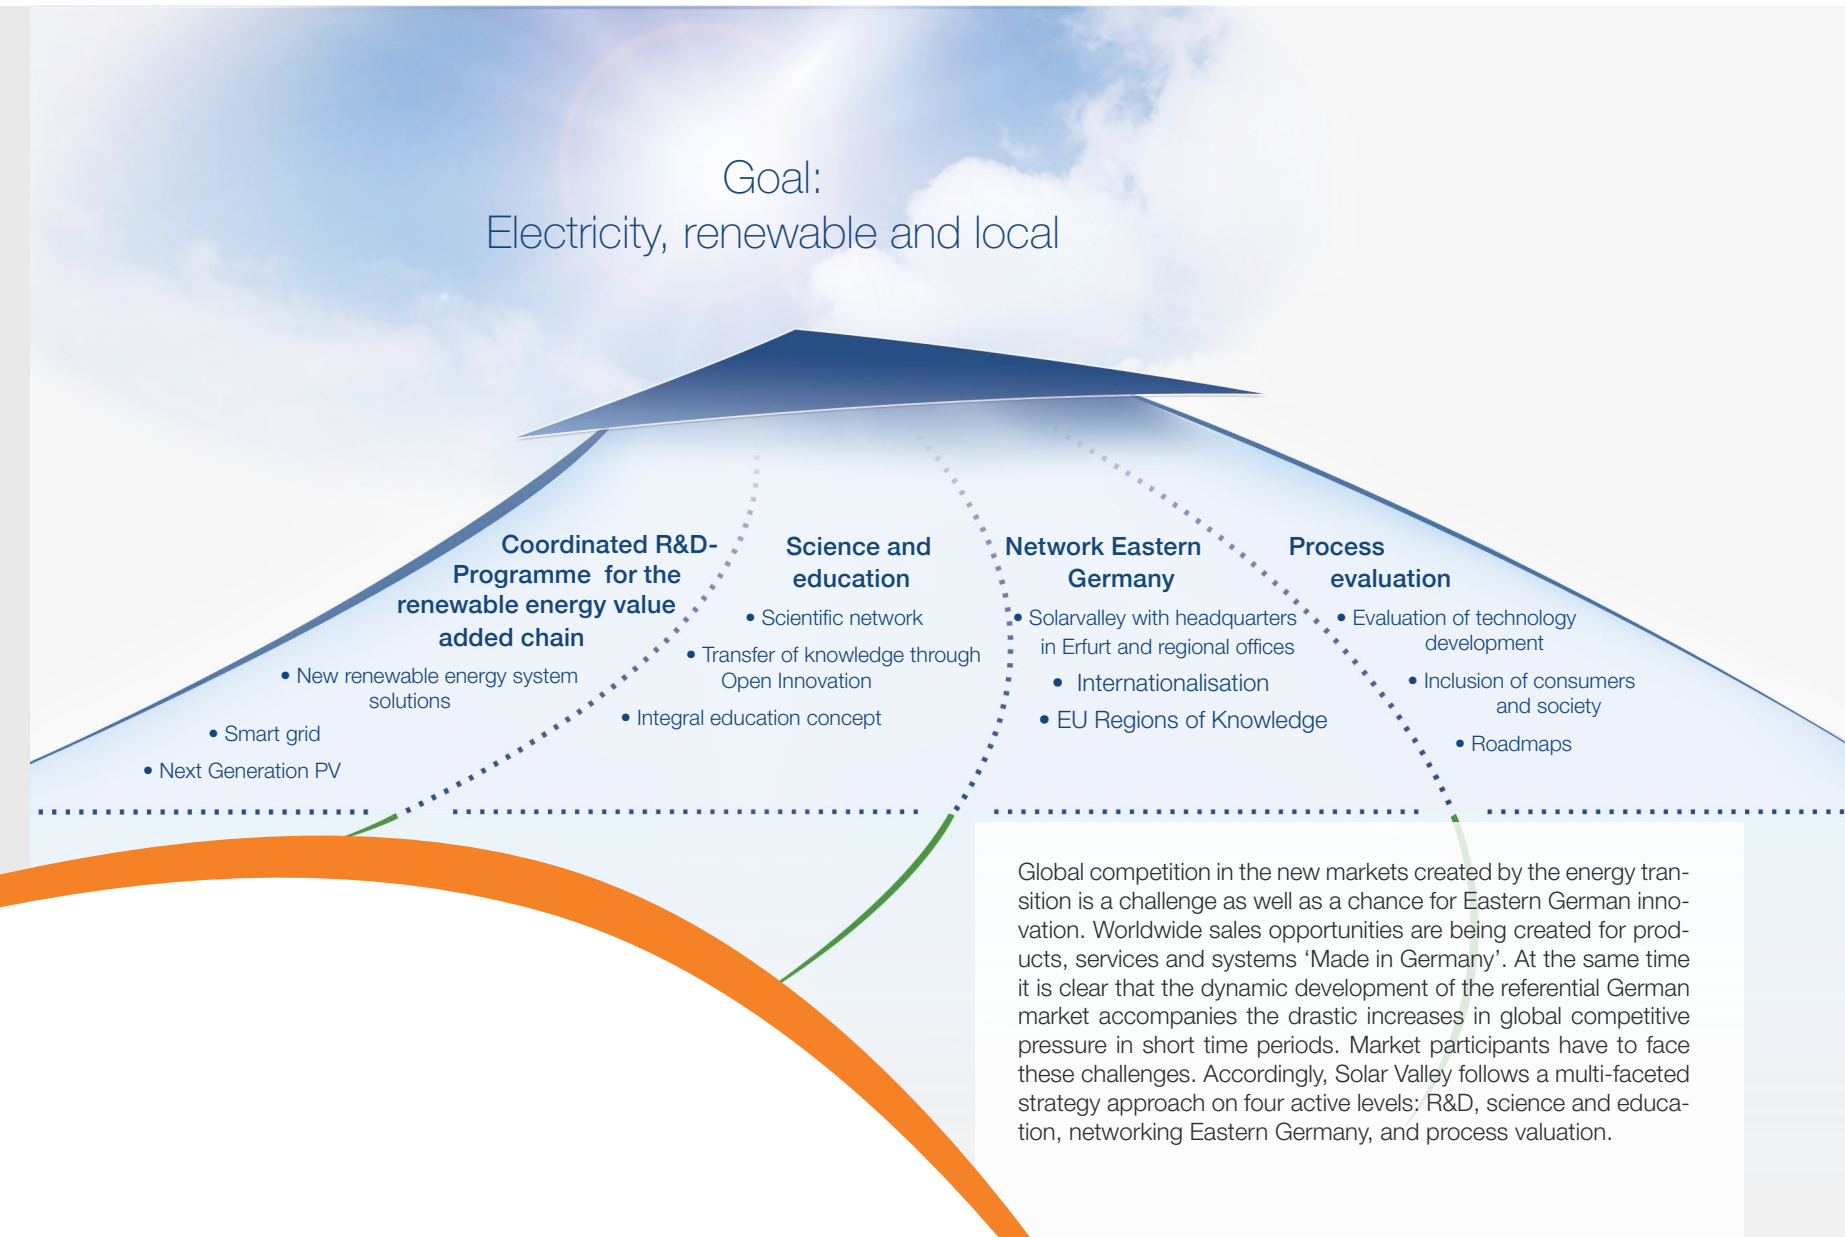 Goal:
Electricity, renewable and local
Coordinated R&D-
Programme for the
renewable energy value
added chain
• New renewable energy system
solutions
• Smart grid
• Next Generation PV
Science and
education
• Scientific network
• Transfer of knowledge through
Open Innovation
• Integral education concept
Network Eastern
Germany
• Solarvalley with headquarters
in Erfurt and regional offices
• Internationalisation
• EU Regions of Knowledge
Process
evaluation
• Evaluation of technology
development
• Inclusion of consumers
and society
• Roadmaps
Global competition in the new markets created by the energy tran-
sition is a challenge as well as a chance for Eastern German inno-
vation. Worldwide sales opportunities are being created for prod-
ucts, services and systems ‘Made in Germany’. At the same time
it is clear that the dynamic development of the referential German
market accompanies the drastic increases in global competitive
pressure in short time periods. Market participants have to face
these challenges. Accordingly, Solar Valley follows a multi-faceted
strategy approach on four active levels: R&D, science and educa-
tion, networking Eastern Germany, and process valuation.